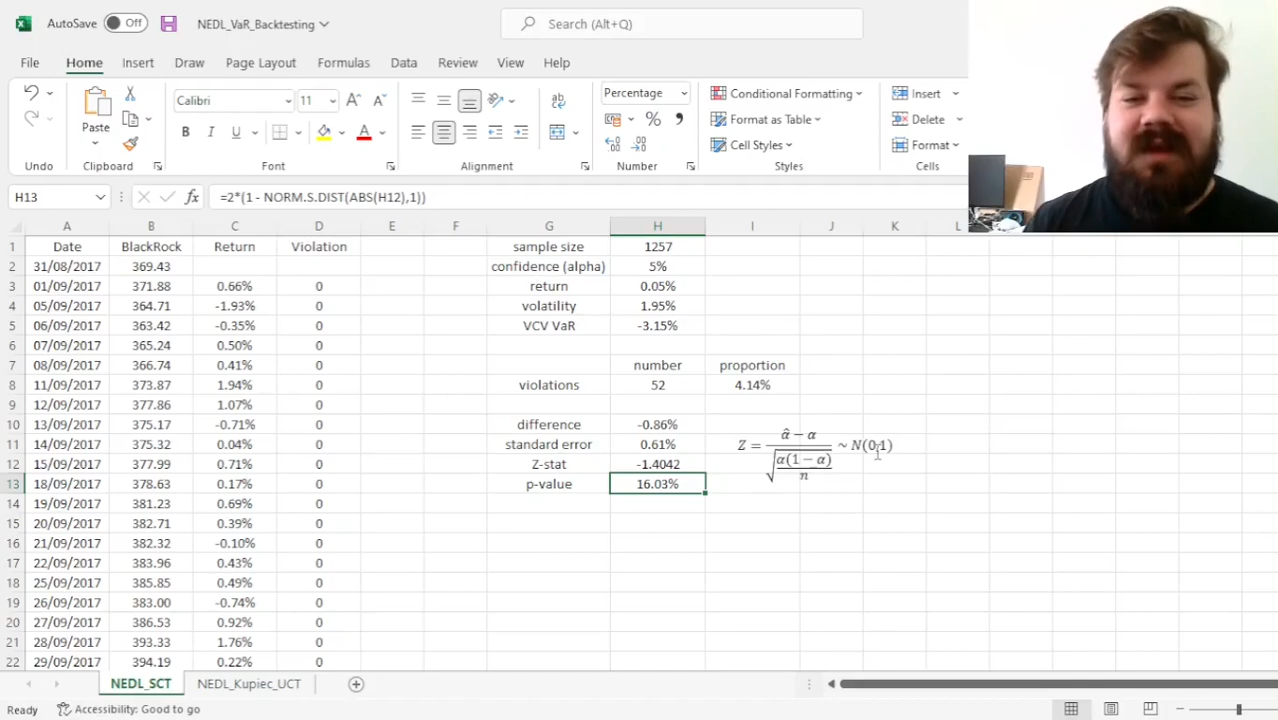 AutoSave Off NEDL_VaR_Backtesting Search (Alt+Q)
File Home Insert Draw Page Layout Formulas Data Review View Help
Calibri 11 Percentage Conditional Formatting Insert
Paste Format as Table Delete
B I U Cell Styles Format
Undo Clipboard Font Alignment Number Styles Cells
H13 =2*(1 - NORM.S.DIST(ABS(H12),1))
A B C D E F G H I J K L
1 Date BlackRock Return Violation sample size 1257
2 31/08/2017 369.43 confidence (alpha) 5%
3 01/09/2017 371.88 0.66% 0 return 0.05%
4 05/09/2017 364.71 -1.93% 0 volatility 1.95%
5 06/09/2017 363.42 -0.35% 0 VCV VaR -3.15%
6 07/09/2017 365.24 0.50% 0
7 08/09/2017 366.74 0.41% 0 number proportion
8 11/09/2017 373.87 1.94% 0 violations 52 4.14%
9 12/09/2017 377.86 1.07% 0
10 13/09/2017 375.17 -0.71% 0 difference -0.86%
11 14/09/2017 375.32 0.04% 0 standard error 0.61% Z = (α̂ − α) / √(α(1 − α)/n) ~ N(0,1)
12 15/09/2017 377.99 0.71% 0 Z-stat -1.4042
13 18/09/2017 378.63 0.17% 0 p-value 16.03%
14 19/09/2017 381.23 0.69% 0
15 20/09/2017 382.71 0.39% 0
16 21/09/2017 382.32 -0.10% 0
17 22/09/2017 383.96 0.43% 0
18 25/09/2017 385.85 0.49% 0
19 26/09/2017 383.00 -0.74% 0
20 27/09/2017 386.53 0.92% 0
21 28/09/2017 393.33 1.76% 0
22 29/09/2017 394.19 0.22% 0
NEDL_SCT NEDL_Kupiec_UCT
Ready Accessibility: Good to go